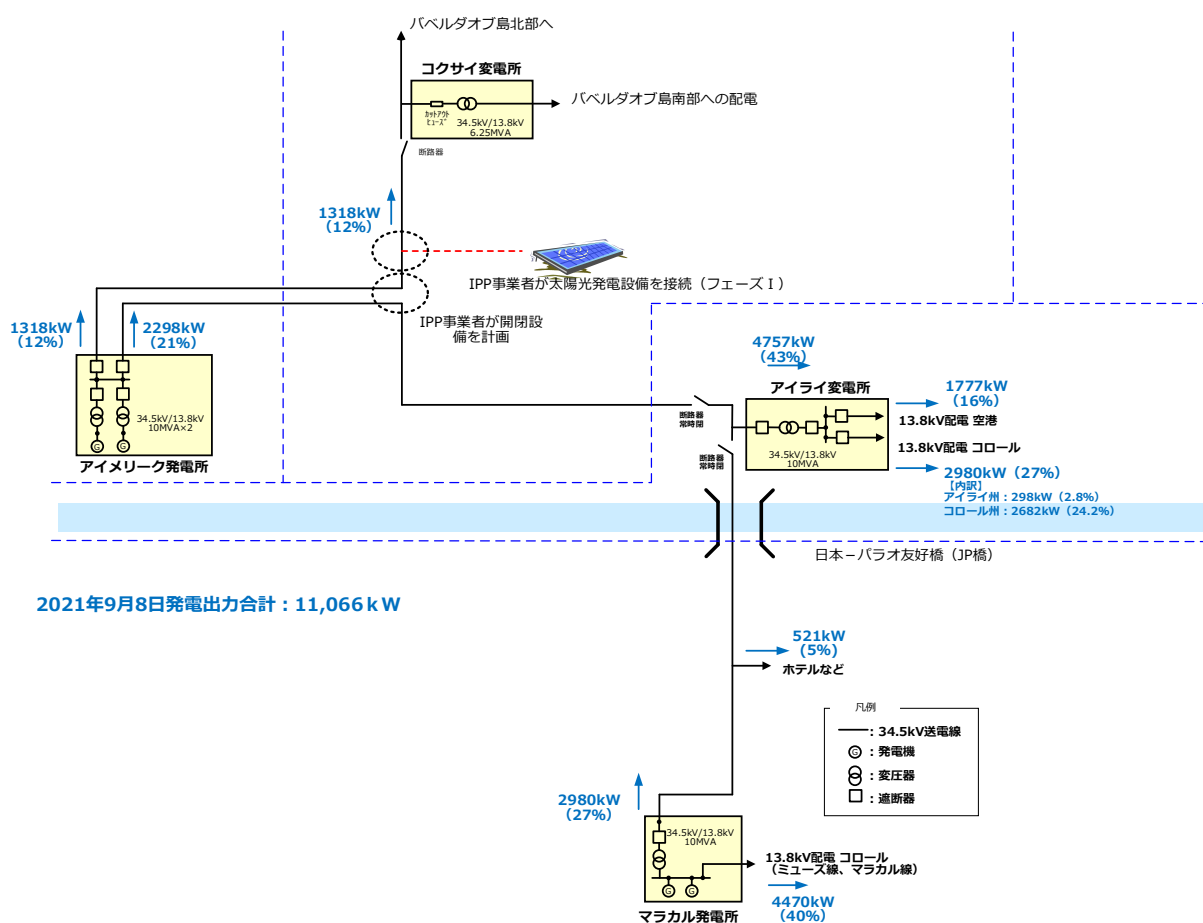 バベルダオブ島北部へ
コクサイ変電所
カットアウト
ヒューズ
34.5kV/13.8kV
6.25MVA
バベルダオブ島南部への配電
断路器
1318kW
(12%)
IPP事業者が太陽光発電設備を接続（フェーズⅠ）
IPP事業者が開閉設
備を計画
1318kW
(12%)
2298kW
(21%)
34.5kV/13.8kV
10MVA×2
G
G
アイメリーク発電所
4757kW
(43%)
アイライ変電所
断路器
常時閉
断路器
常時閉
34.5kV/13.8kV
10MVA
1777kW
(16%)
13.8kV配電 空港
13.8kV配電 コロール
2980kW（27%）
【内訳】
アイライ州：298kW（2.8%）
コロール州：2682kW（24.2%）
日本－パラオ友好橋（JP橋）
2021年9月8日発電出力合計：11,066ｋW
521kW
(5%)
ホテルなど
凡例
：34.5kV送電線
G ：発電機
：変圧器
：遮断器
2980kW
(27%)
34.5kV/13.8kV
10MVA
G
G
13.8kV配電 コロール
（ミューズ線、マラカル線）
4470kW
(40%)
マラカル発電所